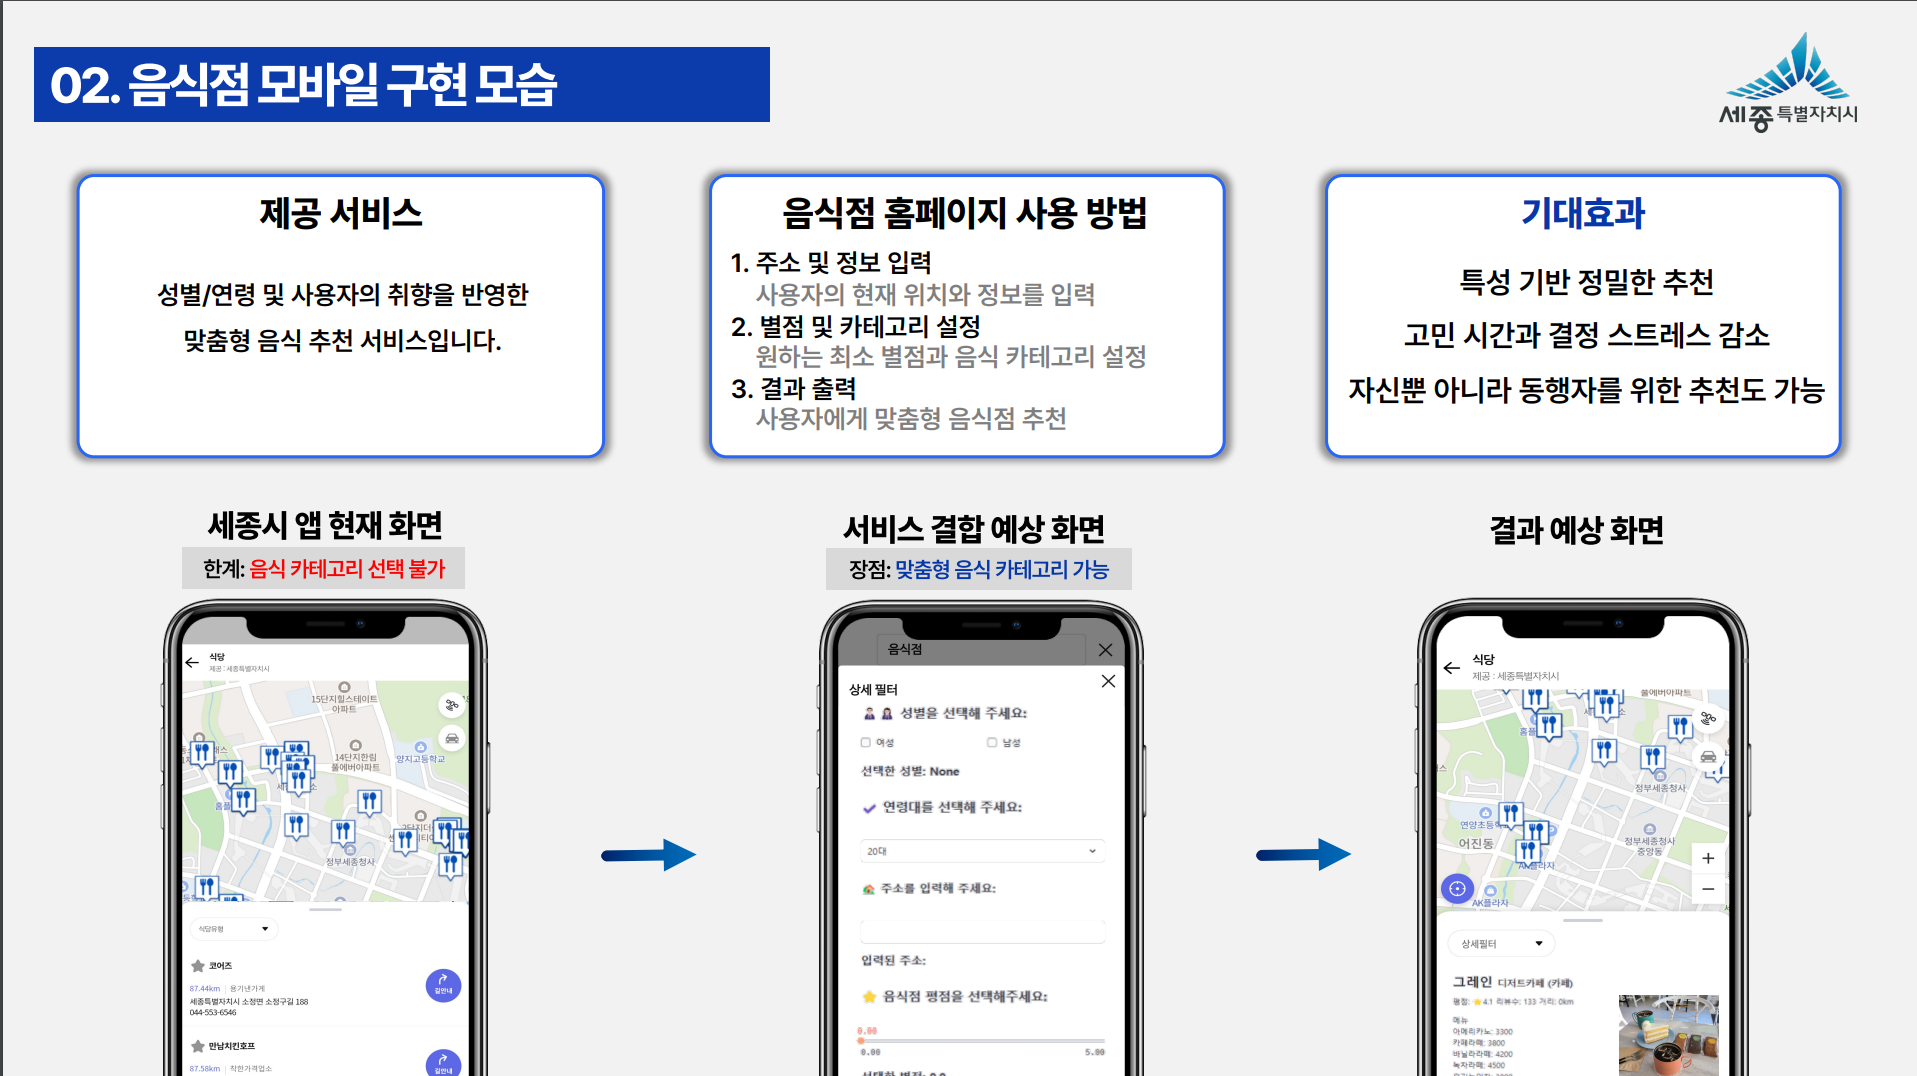 02. 음식점 모바일 구현 모습
세종특별자치시
제공 서비스
성별/연령 및 사용자의 취향을 반영한
맞춤형 음식 추천 서비스입니다.
음식점 홈페이지 사용 방법
1. 주소 및 정보 입력
사용자의 현재 위치와 정보를 입력
2. 별점 및 카테고리 설정
원하는 최소 별점과 음식 카테고리 설정
3. 결과 출력
사용자에게 맞춤형 음식점 추천
기대효과
특성 기반 정밀한 추천
고민 시간과 결정 스트레스 감소
자신뿐 아니라 동행자를 위한 추천도 가능
세종시 앱 현재 화면
한계: 음식 카테고리 선택 불가
식당
제공 : 세종특별자치시
15단지힐스테이트
아파트
14단지한림
풀에버아파트
양지고등학교
홈플
정부세종청사
식당유형
코어즈
87.44km | 용기낸가게
세종특별자치시 소정면 소정구길 188
044-553-6546
길안내
만남치킨호프
87.58km | 착한가격업소
길안내
서비스 결합 예상 화면
장점: 맞춤형 음식 카테고리 가능
음식점
상세 필터
성별을 선택해 주세요:
여성
남성
선택한 성별: None
연령대를 선택해 주세요:
20대
주소를 입력해 주세요:
입력된 주소:
음식점 평점을 선택해주세요:
0.00
0.00
5.00
선택한 별점: 0.0
결과 예상 화면
식당
제공 : 세종특별자치시
풀에버아파트
홈플
정부세종청사
연양초등학
어진동
정부세종청사
중앙동
AK플라자
AK플라자
상세필터
그레인 디저트카페 (카페)
평점: 4.1 리뷰수: 133 거리: 0km
메뉴
아메리카노: 3300
카페라떼: 3800
바닐라라떼: 4200
녹차라떼: 4500